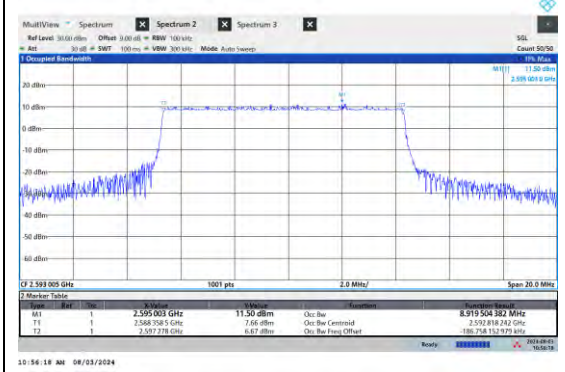 MultiView Spectrum Spectrum 2 Spectrum 3
Ref Level 30.00 dBm Offset 9.00 dB RBW 100 kHz SGL
Att 30 dB SWT 100 ms VBW 300 kHz Mode Auto Sweep Count 50/50
1 Occupied Bandwidth 1Pk Max
M1[1] 11.50 dBm
2.595 003 0 GHz
20 dBm
M1
10 dBm
T1
T2
0 dBm
-10 dBm
-20 dBm
-40 dBm
-50 dBm
-60 dBm
CF 2.593 005 GHz 1001 pts 2.0 MHz/ Span 20.0 MHz
2 Marker Table
Type Ref Trc X-Value Y-Value Function Function Result
M1 1 2.595 003 GHz 11.50 dBm Occ Bw 8.919 504 382 MHz
T1 1 2.588 358 5 GHz 7.66 dBm Occ Bw Centroid 2.592 818 242 GHz
T2 1 2.597 278 GHz 6.67 dBm Occ Bw Freq Offset -186.758 152 979 kHz
Ready 2024-08-03
10:56:18
10:56:18 AM 08/03/2024